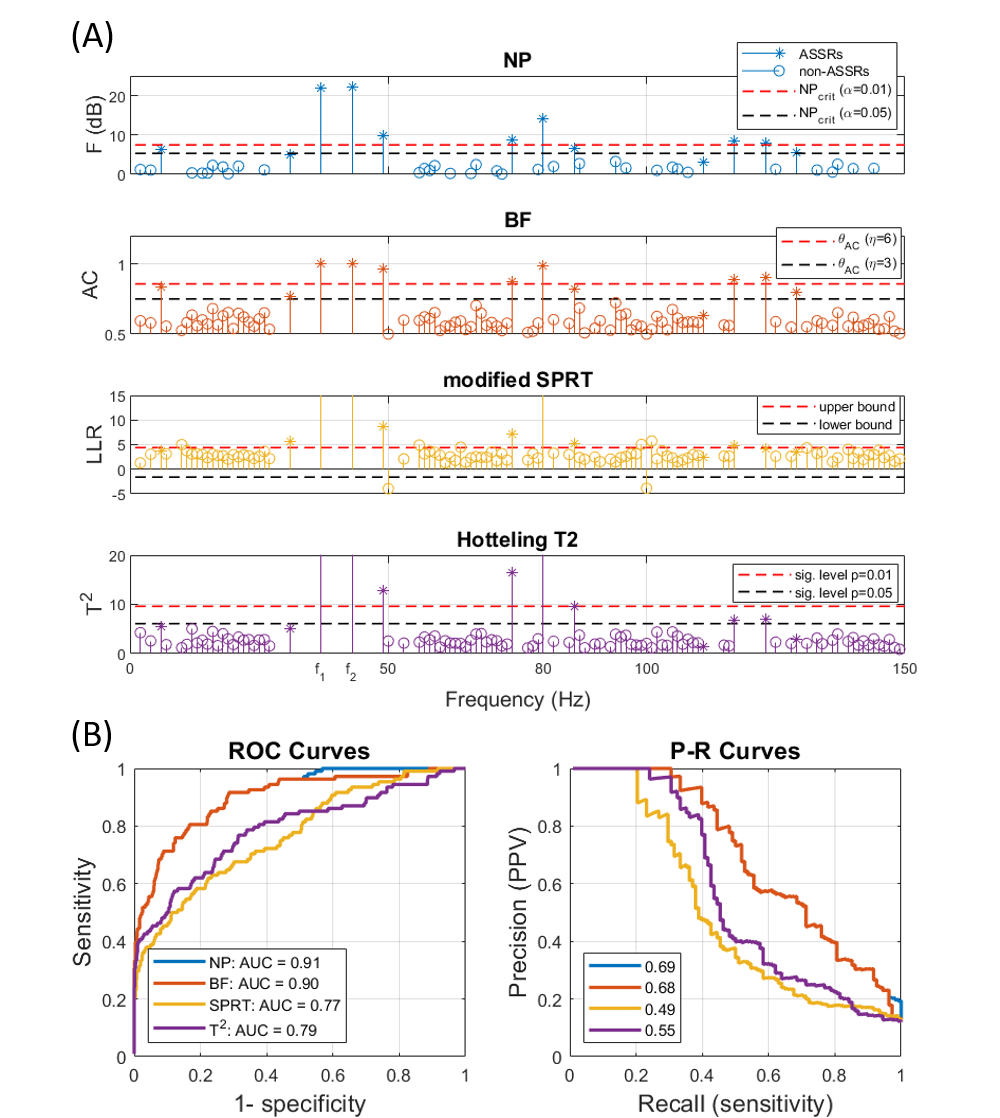 (A)
NP
ASSRs
non-ASSRs
NPcrit (α=0.01)
NPcrit (α=0.05)
F (dB)
20
10
0
BF
θAC (η=6)
θAC (η=3)
AC
1
0.5
modified SPRT
upper bound
lower bound
LLR
15
10
5
0
-5
Hotteling T2
sig. level p=0.01
sig. level p=0.05
T2
20
10
0
0 f1 f2 50 80 100 150
Frequency (Hz)
(B)
ROC Curves
Sensitivity
1
0.8
0.6
0.4
0.2
0
NP: AUC = 0.91
BF: AUC = 0.90
SPRT: AUC = 0.77
T2: AUC = 0.79
0 0.2 0.4 0.6 0.8 1
1- specificity
P-R Curves
Precision (PPV)
1
0.8
0.6
0.4
0.2
0
0.69
0.68
0.49
0.55
0 0.2 0.4 0.6 0.8 1
Recall (sensitivity)